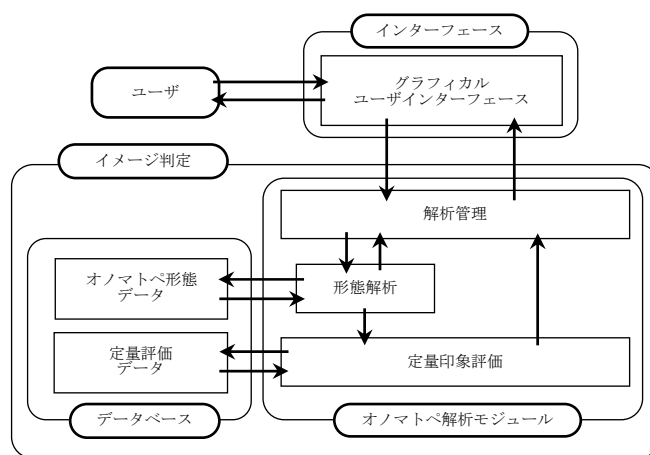 インターフェース
ユーザ
グラフィカル
ユーザインターフェース
イメージ判定
解析管理
オノマトペ形態
データ
形態解析
定量評価
データ
定量印象評価
データベース
オノマトペ解析モジュール